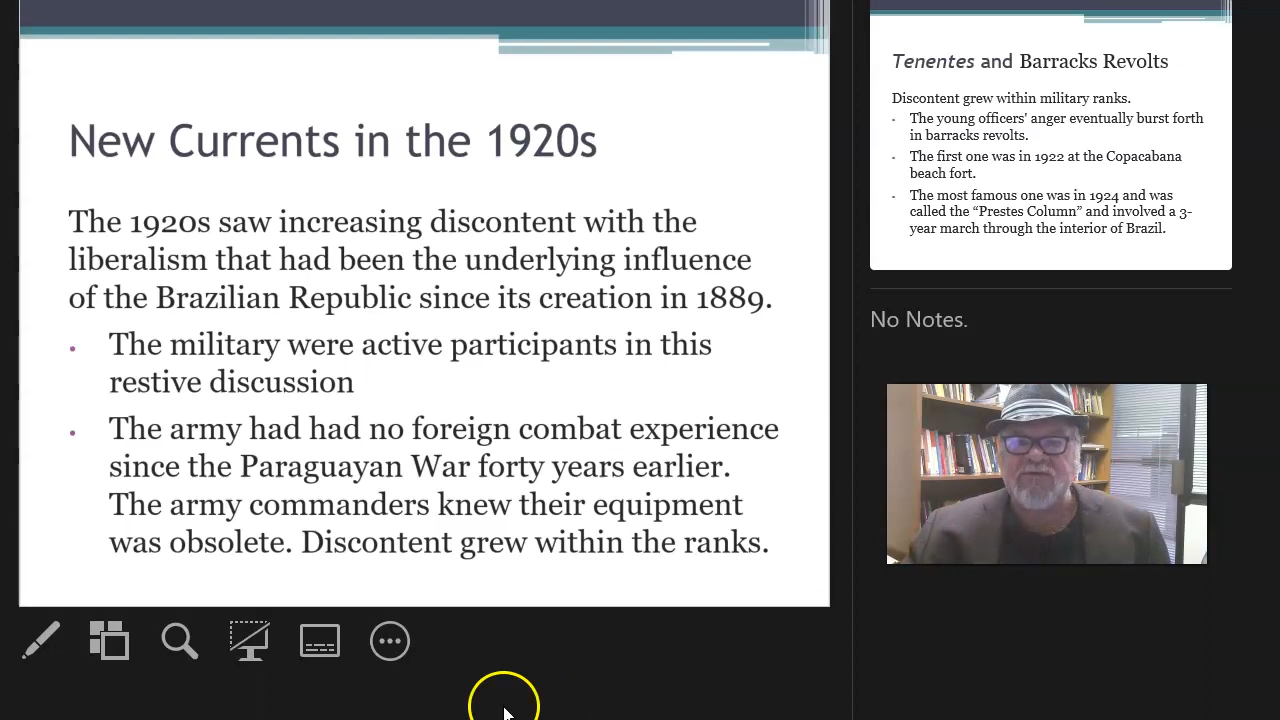 New Currents in the 1920s
The 1920s saw increasing discontent with the
liberalism that had been the underlying influence
of the Brazilian Republic since its creation in 1889.
• The military were active participants in this
restive discussion
• The army had had no foreign combat experience
since the Paraguayan War forty years earlier.
The army commanders knew their equipment
was obsolete. Discontent grew within the ranks.
Tenentes and Barracks Revolts
Discontent grew within military ranks.
• The young officers' anger eventually burst forth
in barracks revolts.
• The first one was in 1922 at the Copacabana
beach fort.
• The most famous one was in 1924 and was
called the “Prestes Column” and involved a 3-
year march through the interior of Brazil.
No Notes.